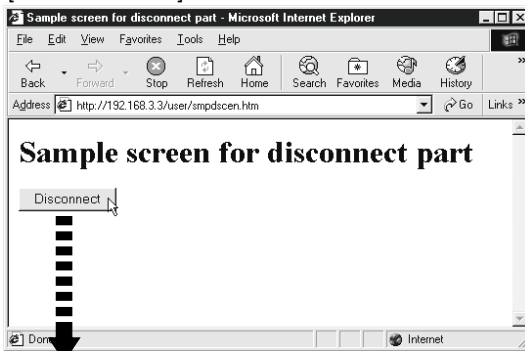 Sample screen for disconnect part - Microsoft Internet Explorer
File Edit View Favorites Tools Help
Back Forward Stop Refresh Home Search Favorites Media History »
Address http://192.168.3.3/user/smpdscen.htm Go Links »
Sample screen for disconnect part
Disconnect
Internet